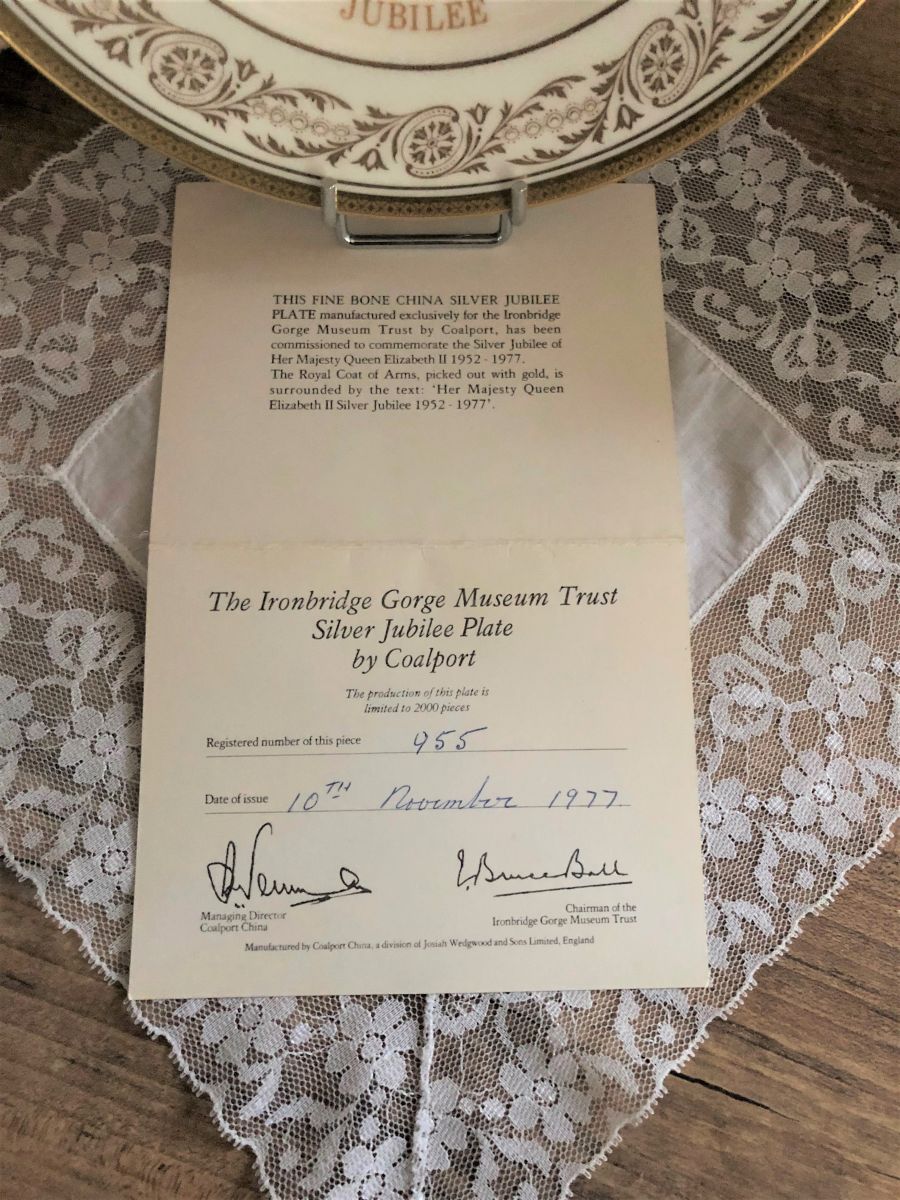 JUBILEE
THIS FINE BONE CHINA SILVER JUBILEE
PLATE manufactured exclusively for the Ironbridge
Gorge Museum Trust by Coalport, has been
commissioned to commemorate the Silver Jubilee of
Her Majesty Queen Elizabeth II 1952 - 1977.
The Royal Coat of Arms, picked out with gold, is
surrounded by the text: ‘Her Majesty Queen
Elizabeth II Silver Jubilee 1952 - 1977’.
The Ironbridge Gorge Museum Trust
Silver Jubilee Plate
by Coalport
The production of this plate is
limited to 2000 pieces
Registered number of this piece 955
Date of issue 10TH November 1977.
Bruce Ball
Managing Director
Coalport China
Chairman of the
Ironbridge Gorge Museum Trust
Manufactured by Coalport China, a division of Josiah Wedgwood and Sons Limited, England